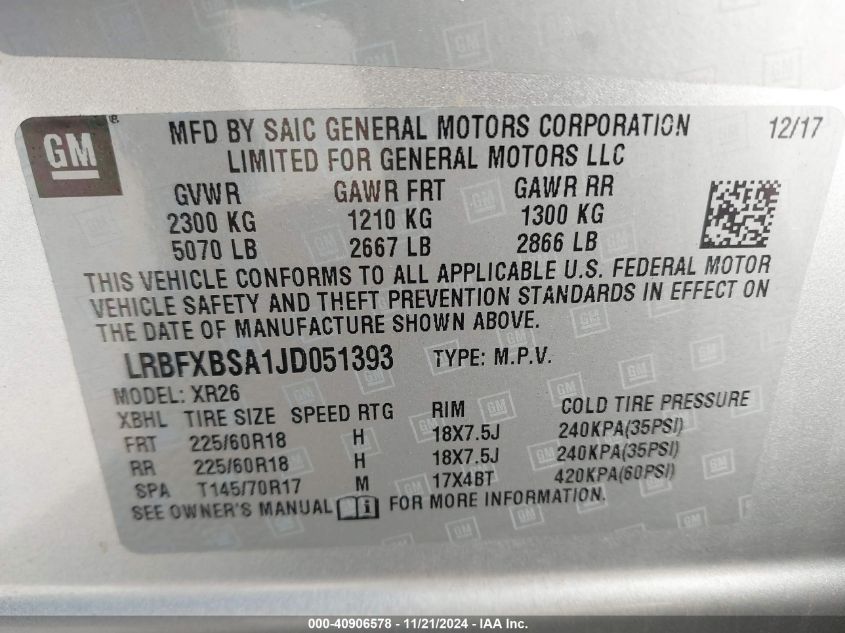 GM
MFD BY SAIC GENERAL MOTORS CORPORATION 12/17
LIMITED FOR GENERAL MOTORS LLC
GVWR GAWR FRT GAWR RR
2300 KG 1210 KG 1300 KG
5070 LB 2667 LB 2866 LB
THIS VEHICLE CONFORMS TO ALL APPLICABLE U.S. FEDERAL MOTOR
VEHICLE SAFETY AND THEFT PREVENTION STANDARDS IN EFFECT ON
THE DATE OF MANUFACTURE SHOWN ABOVE.
LRBFXBSA1JD051393 TYPE: M.P.V.
MODEL: XR26
XBHL TIRE SIZE SPEED RTG RIM COLD TIRE PRESSURE
FRT 225/60R18 H 18X7.5J 240KPA(35PSI)
RR 225/60R18 H 18X7.5J 240KPA(35PSI)
SPA T145/70R17 M 17X4BT 420KPA(60PSI)
SEE OWNER'S MANUAL i FOR MORE INFORMATION.
000-40906578 - 11/21/2024 - IAA Inc.